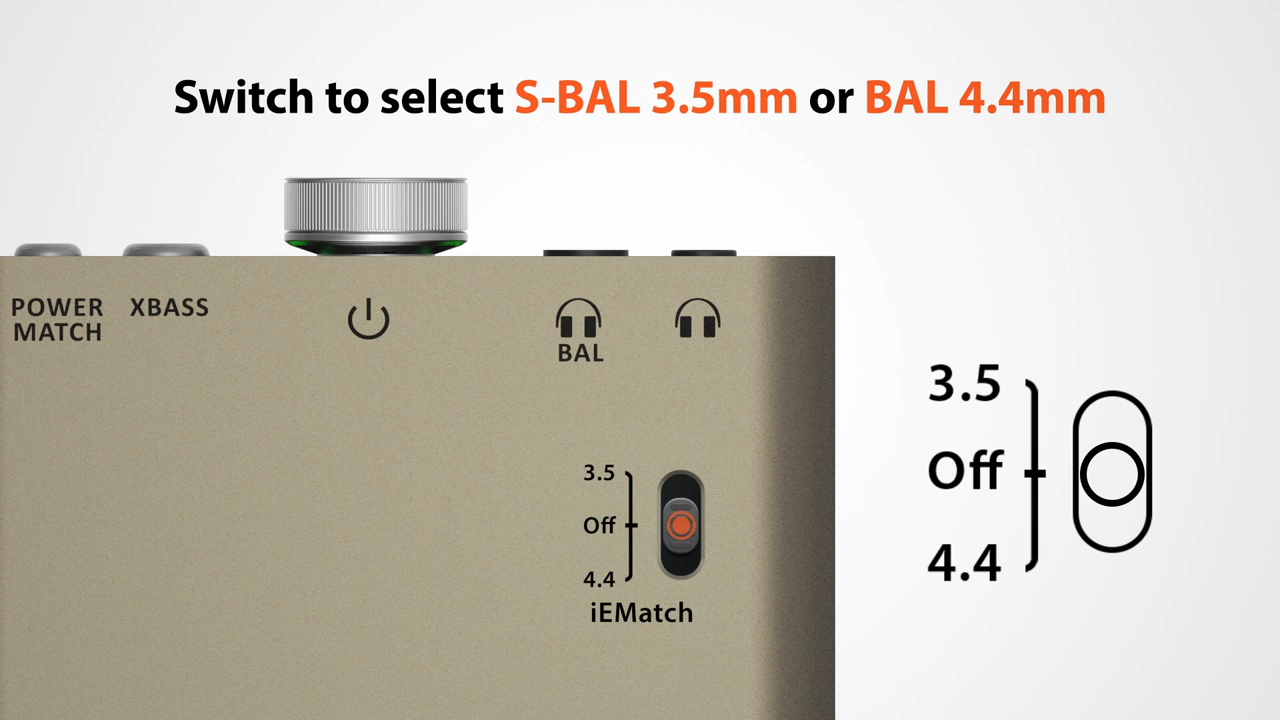 Switch to select S-BAL 3.5mm or BAL 4.4mm
POWER
MATCH
XBASS
BAL
3.5
Off
4.4
iEMatch
3.5
Off
4.4